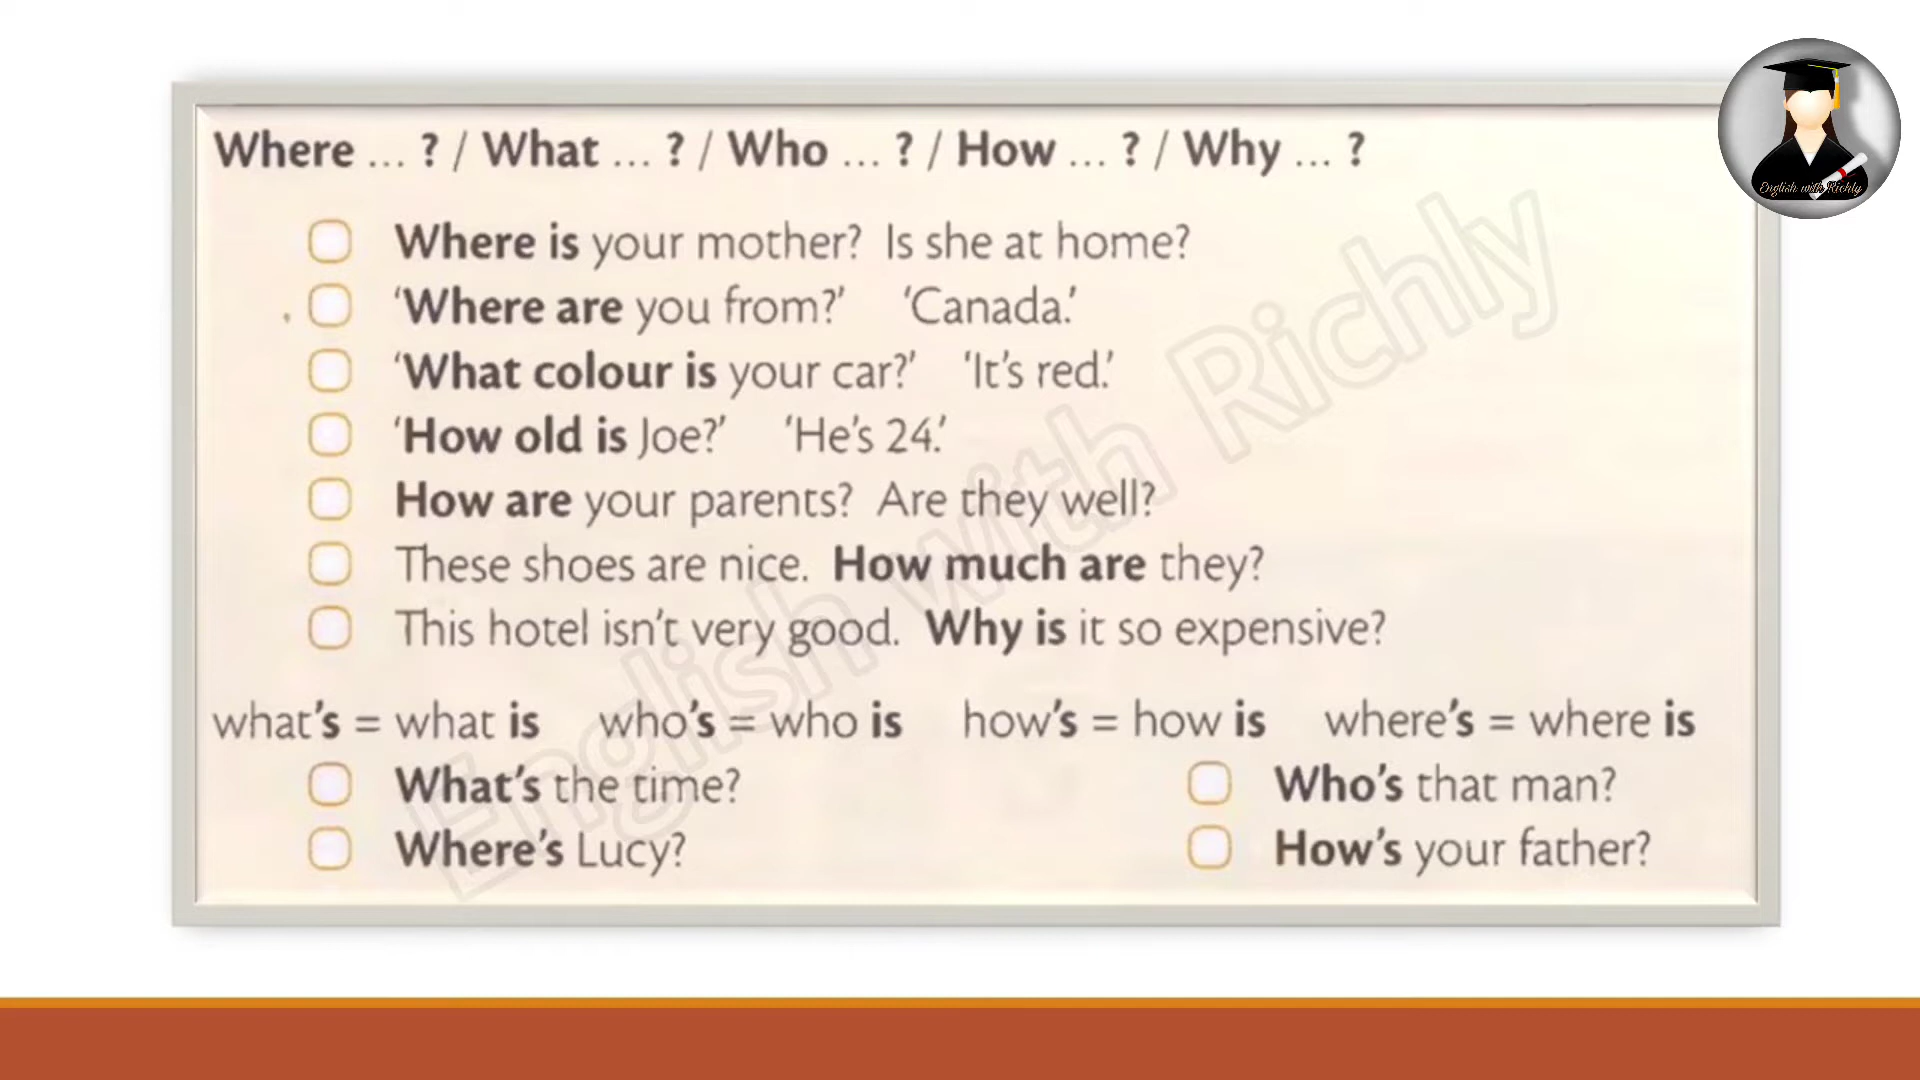 Where ... ? / What ... ? / Who ... ? / How ... ? / Why ... ?
Where is your mother? Is she at home?
‘Where are you from?’ ‘Canada.’
‘What colour is your car?’ ‘It’s red.’
‘How old is Joe?’ ‘He’s 24.’
How are your parents? Are they well?
These shoes are nice. How much are they?
This hotel isn’t very good. Why is it so expensive?
what’s = what is who’s = who is how’s = how is where’s = where is
What’s the time? Who’s that man?
Where’s Lucy? How’s your father?
English with Richly
English with Richly